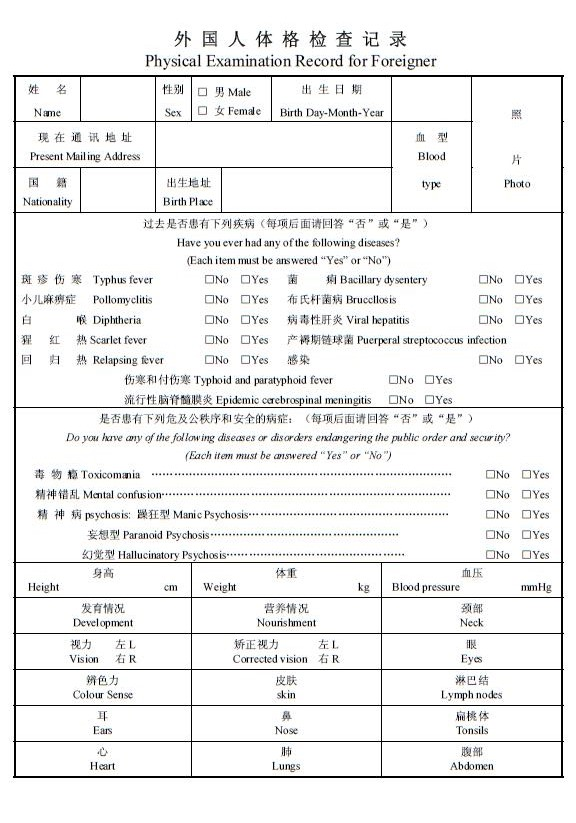 外国人体格检查记录
Physical Examination Record for Foreigner
姓 名
Name
性别
Sex
□ 男 Male
□ 女 Female
出生日期
Birth Day-Month-Year
照
片
Photo
现在通讯地址
Present Mailing Address
血 型
Blood
type
国 籍
Nationality
出生地址
Birth Place
过去是否患有下列疾病（每项后面请回答“否”或“是”）
Have you ever had any of the following diseases?
(Each item must be answered “Yes” or “No”)
斑疹伤寒 Typhus fever □No □Yes 菌 痢 Bacillary dysentery □No □Yes
小儿麻痹症 Pollomyclitis □No □Yes 布氏杆菌病 Bruccllosis □No □Yes
白 喉 Diphtheria □No □Yes 病毒性肝炎 Viral hepatitis □No □Yes
猩 红 热 Scarlet fever □No □Yes 产褥期链球菌 Puerperal streptococcus infection
回 归 热 Relapsing fever □No □Yes 感染 □No □Yes
伤寒和付伤寒 Typhoid and paratyphoid fever □No □Yes
流行性脑脊髓膜炎 Epidemic cerebrospinal meningitis □No □Yes
是否患有下列危及公秩序和安全的病症：（每项后面请回答“否”或“是”）
Do you have any of the following diseases or disorders endangering the public order and security?
(Each item must be answered “Yes” or “No”)
毒 物 瘾 Toxicomania ………………………………………………… □No □Yes
精神错乱 Mental confusion………………………………………………… □No □Yes
精 神 病 psychosis: 躁狂型 Manic Psychosis………………………………… □No □Yes
妄想型 Paranoid Psychosis……………………………… □No □Yes
幻觉型 Hallucinatory Psychosis…………………………… □No □Yes
身高
Height cm
体重
Weight kg
血压
Blood pressure mmHg
发育情况
Development
营养情况
Nourishment
颈部
Neck
视力 左 L
Vision 右 R
矫正视力 左 L
Corrected vision 右 R
眼
Eyes
辨色力
Colour Sense
皮肤
skin
淋巴结
Lymph nodes
耳
Ears
鼻
Nose
扁桃体
Tonsils
心
Heart
肺
Lungs
腹部
Abdomen